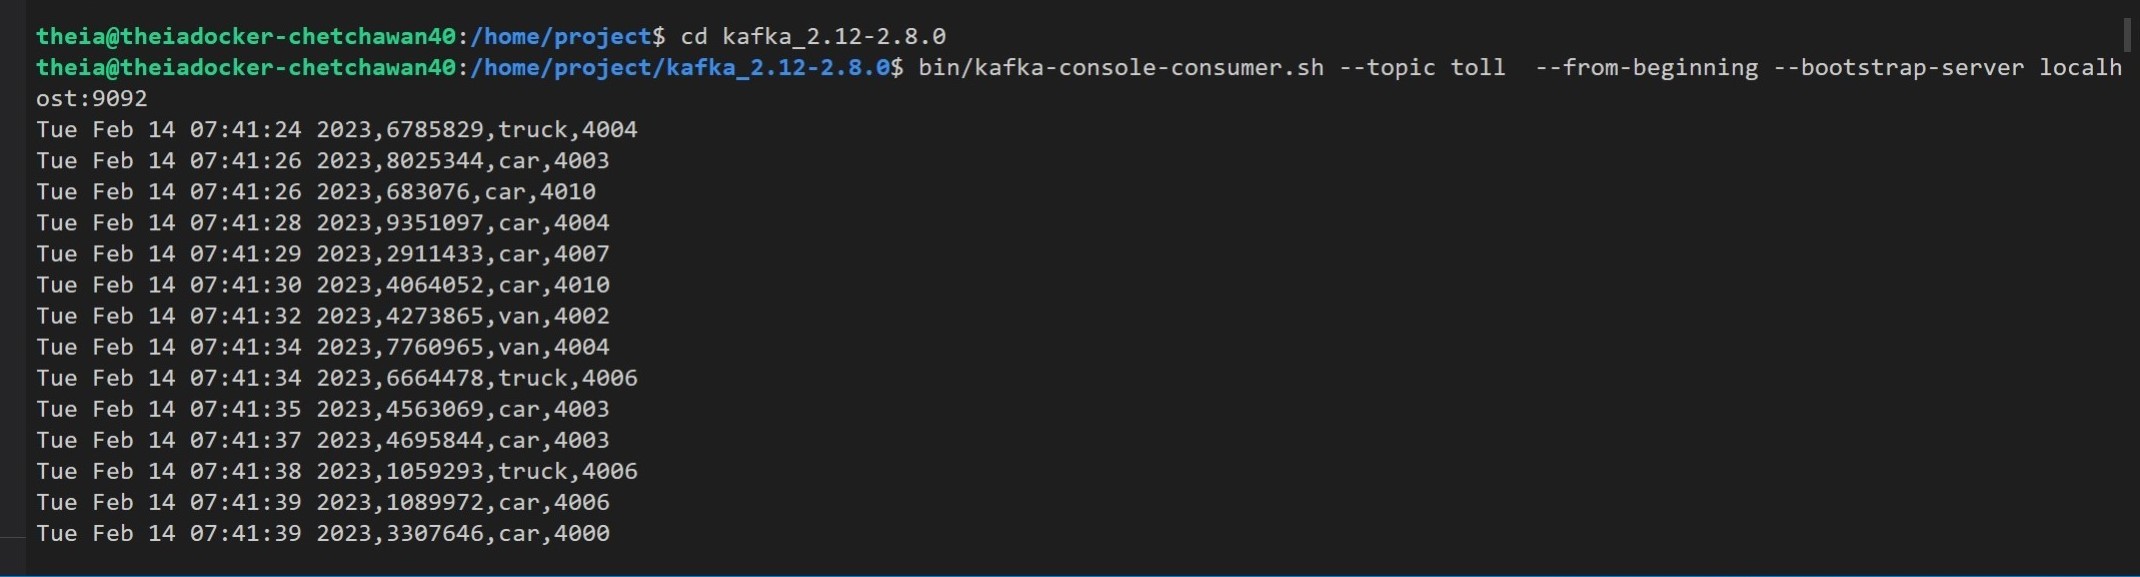 theia@theiadocker-chetchawan40:/home/project$ cd kafka_2.12-2.8.0
theia@theiadocker-chetchawan40:/home/project/kafka_2.12-2.8.0$ bin/kafka-console-consumer.sh --topic toll  --from-beginning --bootstrap-server localh
ost:9092
Tue Feb 14 07:41:24 2023,6785829,truck,4004
Tue Feb 14 07:41:26 2023,8025344,car,4003
Tue Feb 14 07:41:26 2023,683076,car,4010
Tue Feb 14 07:41:28 2023,9351097,car,4004
Tue Feb 14 07:41:29 2023,2911433,car,4007
Tue Feb 14 07:41:30 2023,4064052,car,4010
Tue Feb 14 07:41:32 2023,4273865,van,4002
Tue Feb 14 07:41:34 2023,7760965,van,4004
Tue Feb 14 07:41:34 2023,6664478,truck,4006
Tue Feb 14 07:41:35 2023,4563069,car,4003
Tue Feb 14 07:41:37 2023,4695844,car,4003
Tue Feb 14 07:41:38 2023,1059293,truck,4006
Tue Feb 14 07:41:39 2023,1089972,car,4006
Tue Feb 14 07:41:39 2023,3307646,car,4000